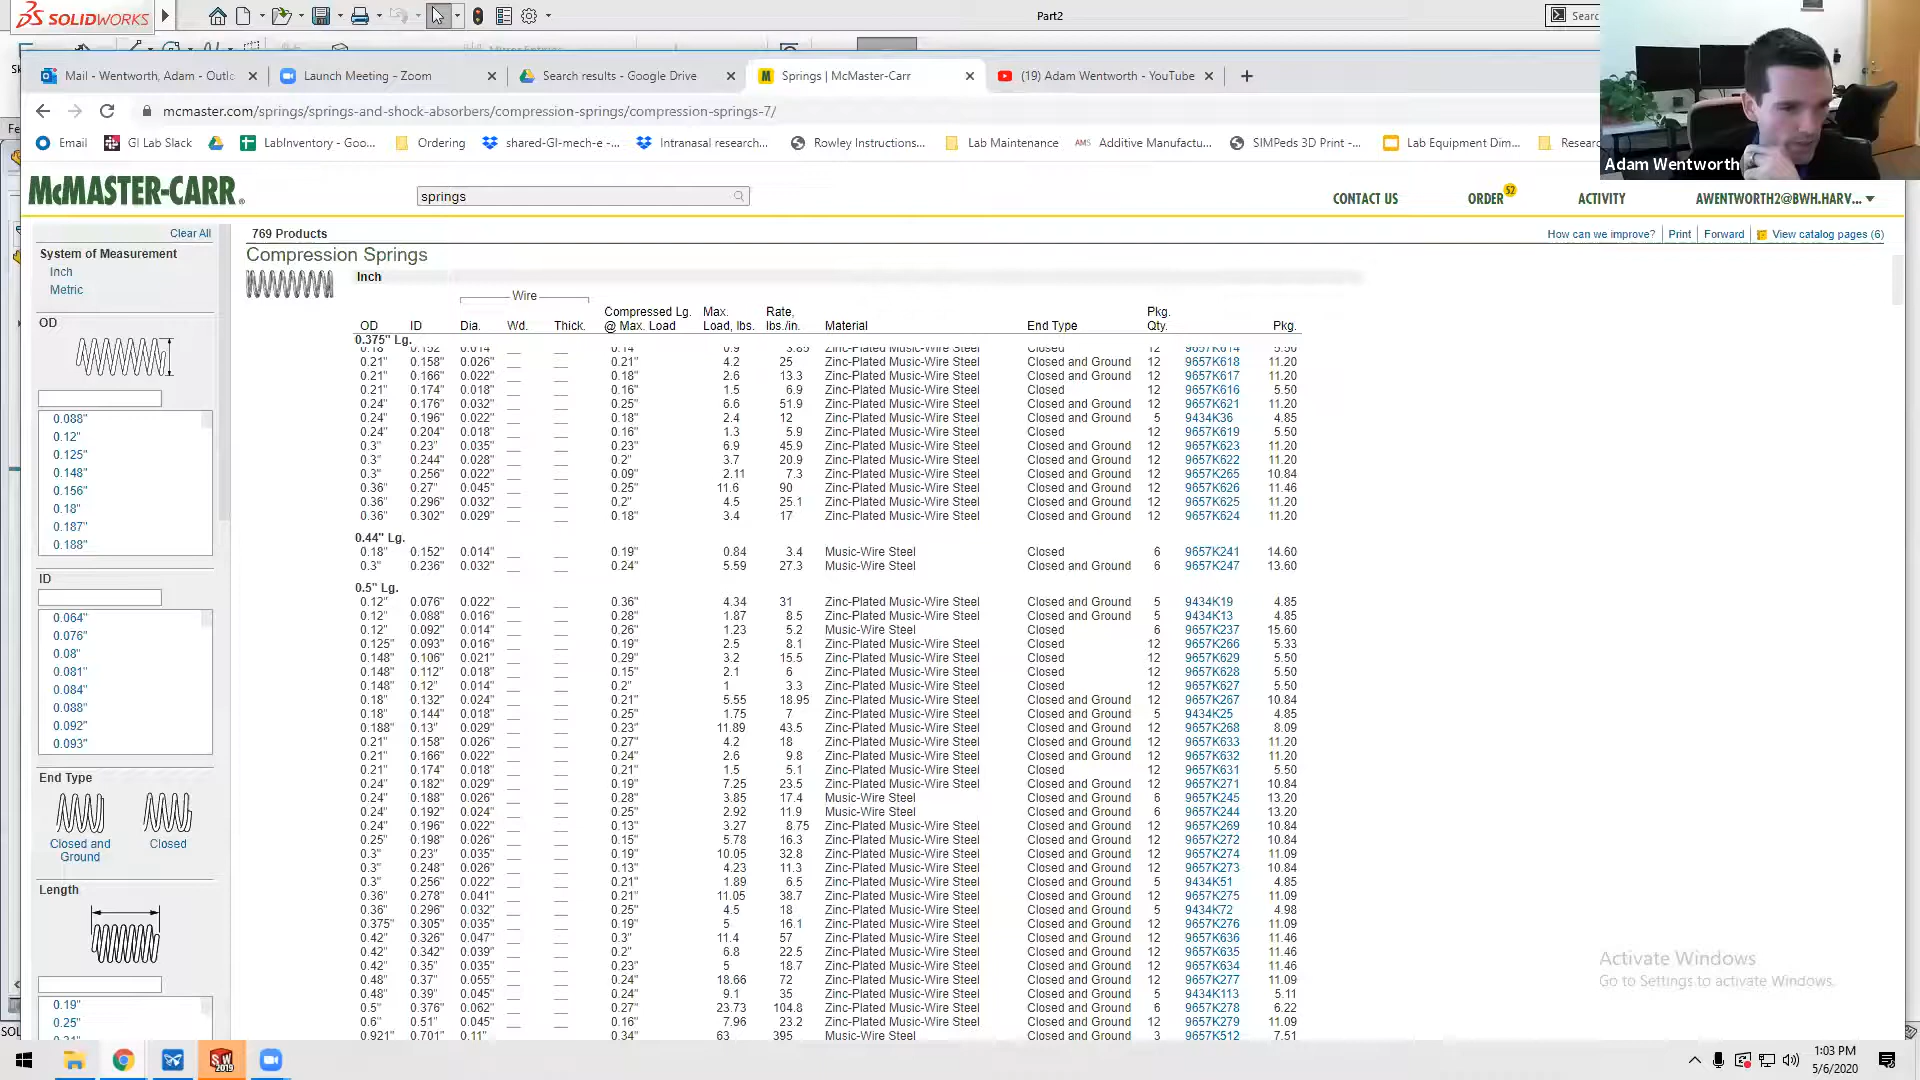 SOLIDWORKS
Part2
Mail - Wentworth, Adam - Outlo
Launch Meeting - Zoom
Search results - Google Drive
Springs | McMaster-Carr
(19) Adam Wentworth - YouTube
mcmaster.com/springs/springs-and-shock-absorbers/compression-springs/compression-springs-7/
Email
GI Lab Slack
LabInventory - Goo...
Ordering
shared-GI-mech-e -...
Intranasal research...
Rowley Instructions...
Lab Maintenance
AMS Additive Manufactu...
SIMPeds 3D Print -...
Lab Equipment Dim...
Adam Wentworth
McMASTER-CARR
springs
CONTACT US
ORDER 52
ACTIVITY
AWENTWORTH2@BWH.HARV...
Clear All
System of Measurement
Inch
Metric
OD
0.088"
0.12"
0.125"
0.148"
0.156"
0.18"
0.187"
0.188"
ID
0.064"
0.076"
0.08"
0.081"
0.084"
0.088"
0.092"
0.093"
End Type
Closed and Ground
Closed
Length
0.19"
0.25"
769 Products
How can we improve? | Print | Forward | View catalog pages (6)
Compression Springs
Inch
Wire
Compressed Lg. Max. Rate, Pkg.
OD ID Dia. Wd. Thick. @ Max. Load Load, lbs. lbs./in. Material End Type Qty. Pkg.
0.375" Lg.
0.18" 0.152" 0.014" 0.14" 0.9 3.85 Zinc-Plated Music-Wire Steel Closed 12 9657K614 5.50
0.21" 0.158" 0.026" 0.21" 4.2 25 Zinc-Plated Music-Wire Steel Closed and Ground 12 9657K618 11.20
0.21" 0.166" 0.022" 0.18" 2.6 13.3 Zinc-Plated Music-Wire Steel Closed and Ground 12 9657K617 11.20
0.21" 0.174" 0.018" 0.16" 1.5 6.9 Zinc-Plated Music-Wire Steel Closed 12 9657K616 5.50
0.24" 0.176" 0.032" 0.25" 6.6 51.9 Zinc-Plated Music-Wire Steel Closed and Ground 12 9657K621 11.20
0.24" 0.196" 0.022" 0.18" 2.4 12 Zinc-Plated Music-Wire Steel Closed and Ground 5 9434K36 4.85
0.24" 0.204" 0.018" 0.16" 1.3 5.9 Zinc-Plated Music-Wire Steel Closed 12 9657K619 5.50
0.3" 0.23" 0.035" 0.23" 6.9 45.9 Zinc-Plated Music-Wire Steel Closed and Ground 12 9657K623 11.20
0.3" 0.244" 0.028" 0.2" 3.7 20.9 Zinc-Plated Music-Wire Steel Closed and Ground 12 9657K622 11.20
0.3" 0.256" 0.022" 0.09" 2.11 7.3 Zinc-Plated Music-Wire Steel Closed and Ground 12 9657K265 10.84
0.36" 0.27" 0.045" 0.25" 11.6 90 Zinc-Plated Music-Wire Steel Closed and Ground 12 9657K626 11.46
0.36" 0.296" 0.032" 0.2" 4.5 25.1 Zinc-Plated Music-Wire Steel Closed and Ground 12 9657K625 11.20
0.36" 0.302" 0.029" 0.18" 3.4 17 Zinc-Plated Music-Wire Steel Closed and Ground 12 9657K624 11.20
0.44" Lg.
0.18" 0.152" 0.014" 0.19" 0.84 3.4 Music-Wire Steel Closed 6 9657K241 14.60
0.3" 0.236" 0.032" 0.24" 5.59 27.3 Music-Wire Steel Closed and Ground 6 9657K247 13.60
0.5" Lg.
0.12" 0.076" 0.022" 0.36" 4.34 31 Zinc-Plated Music-Wire Steel Closed and Ground 5 9434K19 4.85
0.12" 0.088" 0.016" 0.28" 1.87 8.5 Zinc-Plated Music-Wire Steel Closed and Ground 5 9434K13 4.85
0.12" 0.092" 0.014" 0.26" 1.23 5.2 Music-Wire Steel Closed 6 9657K237 15.60
0.125" 0.093" 0.016" 0.19" 2.5 8.1 Zinc-Plated Music-Wire Steel Closed 12 9657K266 5.33
0.148" 0.106" 0.021" 0.29" 3.2 15.5 Zinc-Plated Music-Wire Steel Closed 12 9657K629 5.50
0.148" 0.112" 0.018" 0.15" 2.1 6 Zinc-Plated Music-Wire Steel Closed 12 9657K628 5.50
0.148" 0.12" 0.014" 0.2" 1 3.3 Zinc-Plated Music-Wire Steel Closed 12 9657K627 5.50
0.18" 0.132" 0.024" 0.21" 5.55 18.95 Zinc-Plated Music-Wire Steel Closed and Ground 12 9657K267 10.84
0.18" 0.144" 0.018" 0.25" 1.75 7 Zinc-Plated Music-Wire Steel Closed and Ground 5 9434K25 4.85
0.188" 0.13" 0.029" 0.23" 11.89 43.5 Zinc-Plated Music-Wire Steel Closed and Ground 12 9657K268 8.09
0.21" 0.158" 0.026" 0.27" 4.2 18 Zinc-Plated Music-Wire Steel Closed and Ground 12 9657K633 11.20
0.21" 0.166" 0.022" 0.24" 2.6 9.8 Zinc-Plated Music-Wire Steel Closed and Ground 12 9657K632 11.20
0.21" 0.174" 0.018" 0.21" 1.5 5.1 Zinc-Plated Music-Wire Steel Closed 12 9657K631 5.50
0.24" 0.182" 0.029" 0.19" 7.25 23.5 Zinc-Plated Music-Wire Steel Closed and Ground 12 9657K271 10.84
0.24" 0.188" 0.026" 0.28" 3.85 17.4 Music-Wire Steel Closed and Ground 6 9657K245 13.20
0.24" 0.192" 0.024" 0.25" 2.92 11.9 Music-Wire Steel Closed and Ground 6 9657K244 13.20
0.24" 0.196" 0.022" 0.13" 3.27 8.75 Zinc-Plated Music-Wire Steel Closed and Ground 12 9657K269 10.84
0.25" 0.198" 0.026" 0.15" 5.78 16.3 Zinc-Plated Music-Wire Steel Closed and Ground 12 9657K272 10.84
0.3" 0.23" 0.035" 0.19" 10.05 32.8 Zinc-Plated Music-Wire Steel Closed and Ground 12 9657K274 11.09
0.3" 0.248" 0.026" 0.13" 4.23 11.3 Zinc-Plated Music-Wire Steel Closed and Ground 12 9657K273 10.84
0.3" 0.256" 0.022" 0.21" 1.89 6.5 Zinc-Plated Music-Wire Steel Closed and Ground 5 9434K51 4.85
0.36" 0.278" 0.041" 0.21" 11.05 38.7 Zinc-Plated Music-Wire Steel Closed and Ground 12 9657K275 11.09
0.36" 0.296" 0.032" 0.25" 4.5 18 Zinc-Plated Music-Wire Steel Closed and Ground 5 9434K72 4.98
0.375" 0.305" 0.035" 0.19" 5 16.1 Zinc-Plated Music-Wire Steel Closed and Ground 12 9657K276 11.09
0.42" 0.326" 0.047" 0.3" 11.4 57 Zinc-Plated Music-Wire Steel Closed and Ground 12 9657K636 11.46
0.42" 0.342" 0.039" 0.2" 6.8 22.5 Zinc-Plated Music-Wire Steel Closed and Ground 12 9657K635 11.46
0.42" 0.35" 0.035" 0.23" 5 18.7 Zinc-Plated Music-Wire Steel Closed and Ground 12 9657K634 11.46
0.48" 0.37" 0.055" 0.24" 18.66 72 Zinc-Plated Music-Wire Steel Closed and Ground 12 9657K277 11.09
0.48" 0.39" 0.045" 0.24" 9.1 35 Zinc-Plated Music-Wire Steel Closed and Ground 5 9434K113 5.11
0.5" 0.376" 0.062" 0.27" 23.73 104.8 Zinc-Plated Music-Wire Steel Closed and Ground 6 9657K278 6.22
0.6" 0.51" 0.045" 0.16" 7.96 23.2 Zinc-Plated Music-Wire Steel Closed and Ground 12 9657K279 11.09
0.921" 0.701" 0.11" 0.34" 63 395 Music-Wire Steel Closed and Ground 3 9657K512 7.51
Activate Windows
Go to Settings to activate Windows.
1:03 PM
5/6/2020